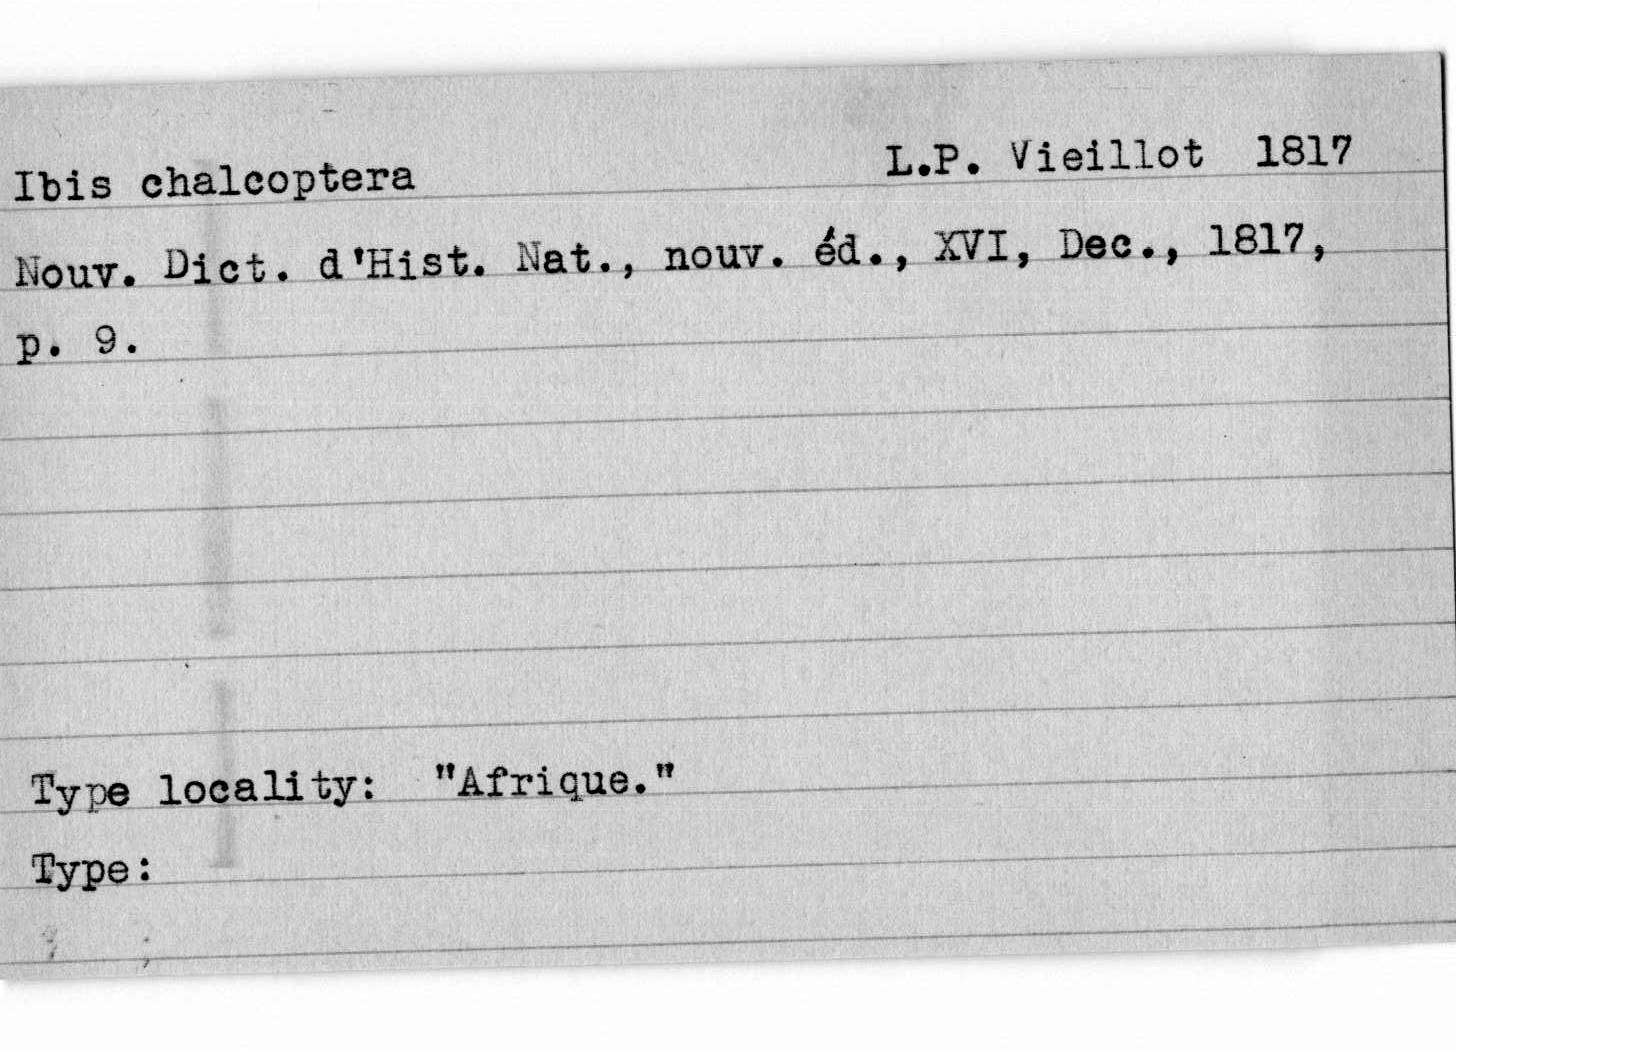 Ibis chalcoptera L.P. Vieillot 1817
Nouv. Dict. d'Hist. Nat., nouv. éd., XVI, Dec., 1817,
p. 9.
Type locality: "Afrique."
Type: